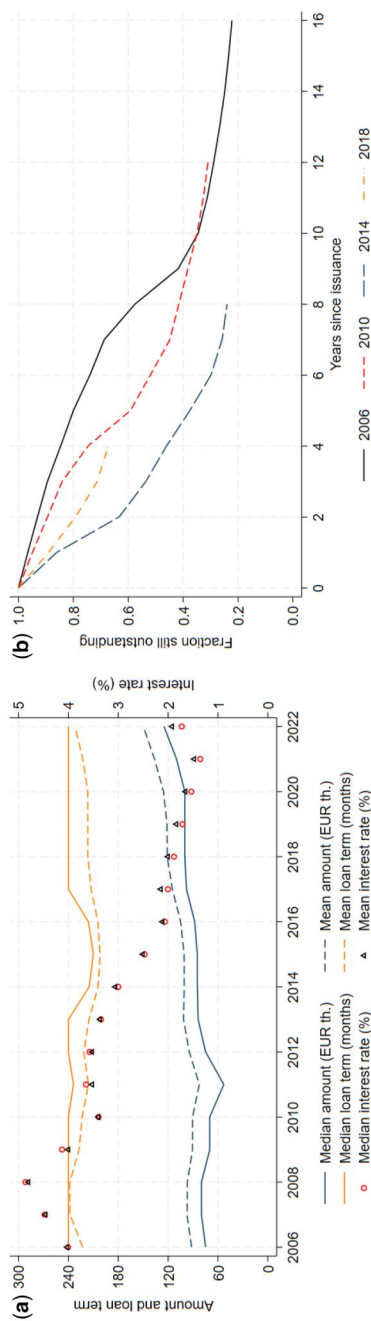 (a)
Amount and loan term
300
240
180
120
60
0
Interest rate (%)
5
4
3
2
1
0
2006 2008 2010 2012 2014 2016 2018 2020 2022
Median amount (EUR th.) Mean amount (EUR th.)
Median loan term (months) Mean loan term (months)
Median interest rate (%) Mean interest rate (%)
(b)
Fraction still outstanding
1.0
0.8
0.6
0.4
0.2
0.0
0 2 4 6 8 10 12 14 16
Years since issuance
2006 2010 2014 2018